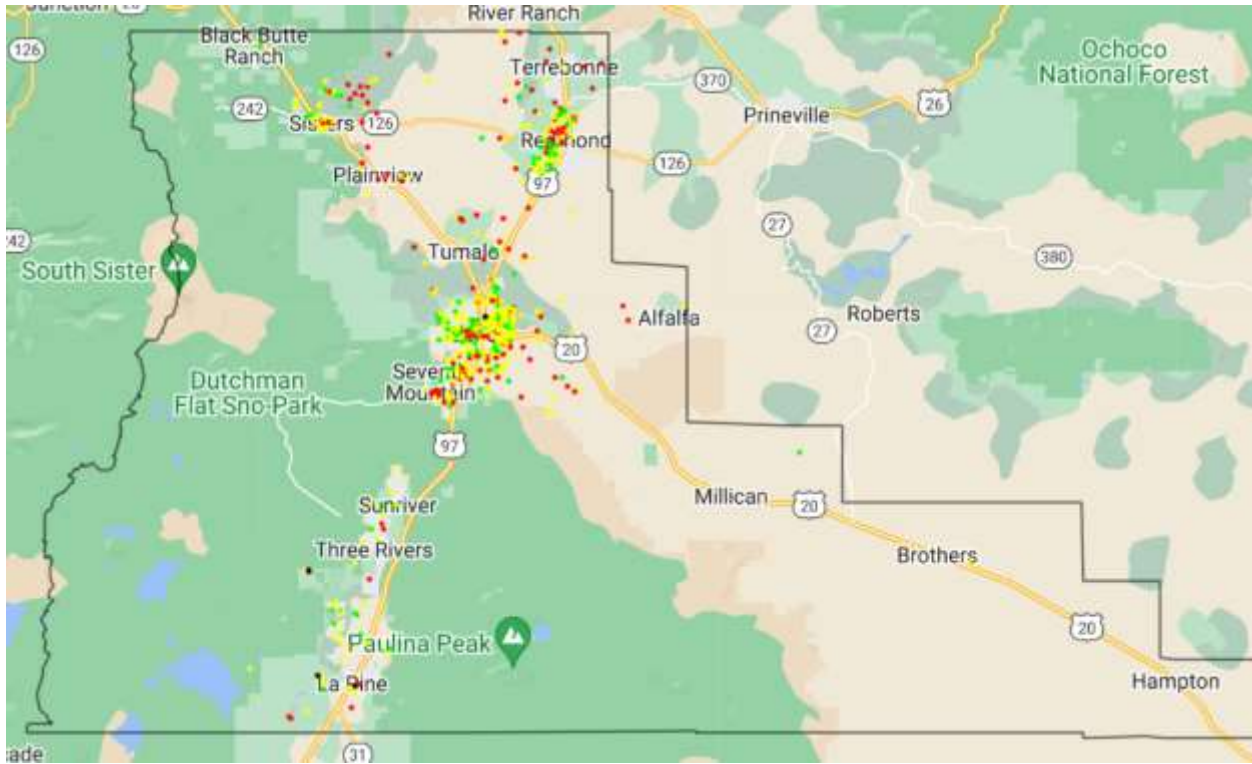 Junction
20
River Ranch
Black Butte
Ranch
126
Terrebonne
Ochoco
National Forest
370
26
242
Prineville
Sisters
126
Redmond
126
Plainview
97
27
242
Tumalo
380
South Sister
Alfalfa
Roberts
27
20
Seventh
Mountain
Dutchman
Flat Sno Park
97
Millican
20
Sunriver
Three Rivers
Brothers
20
Paulina Peak
La Pine
Hampton
31
cade